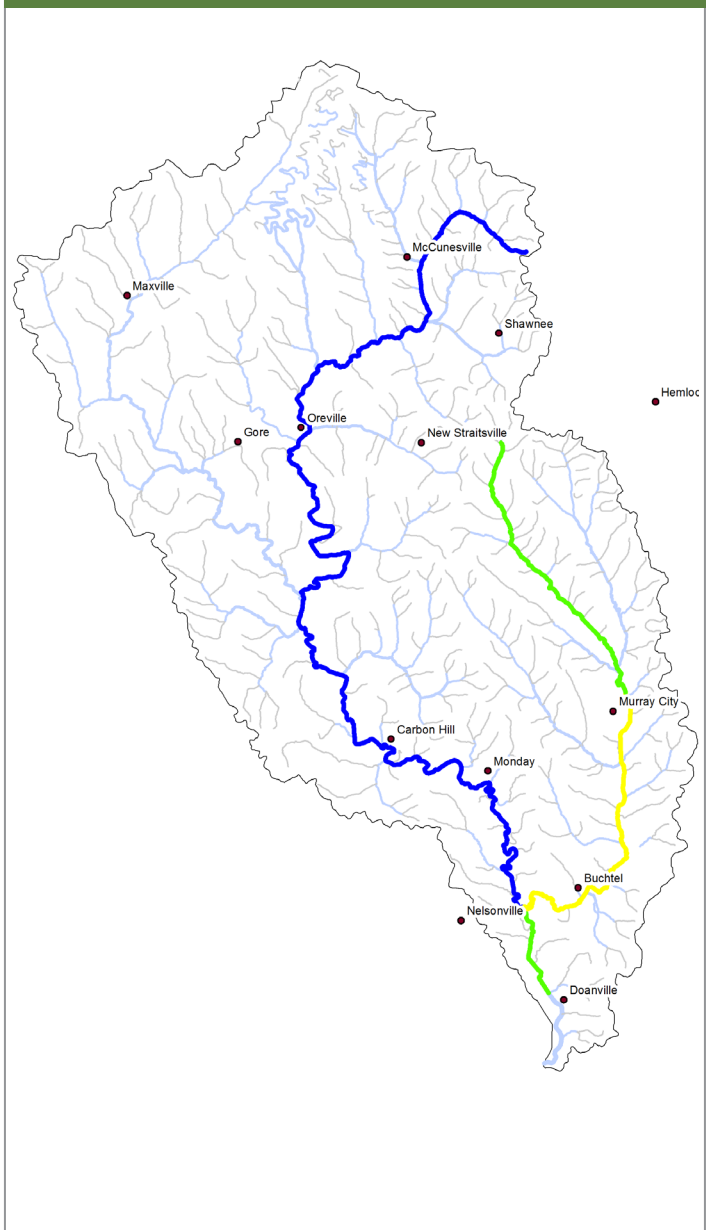 McCunesville
Maxville
Shawnee
Hemloc
Oreville
Gore
New Straitsville
Murray City
Carbon Hill
Monday
Buchtel
Nelsonville
Doanville